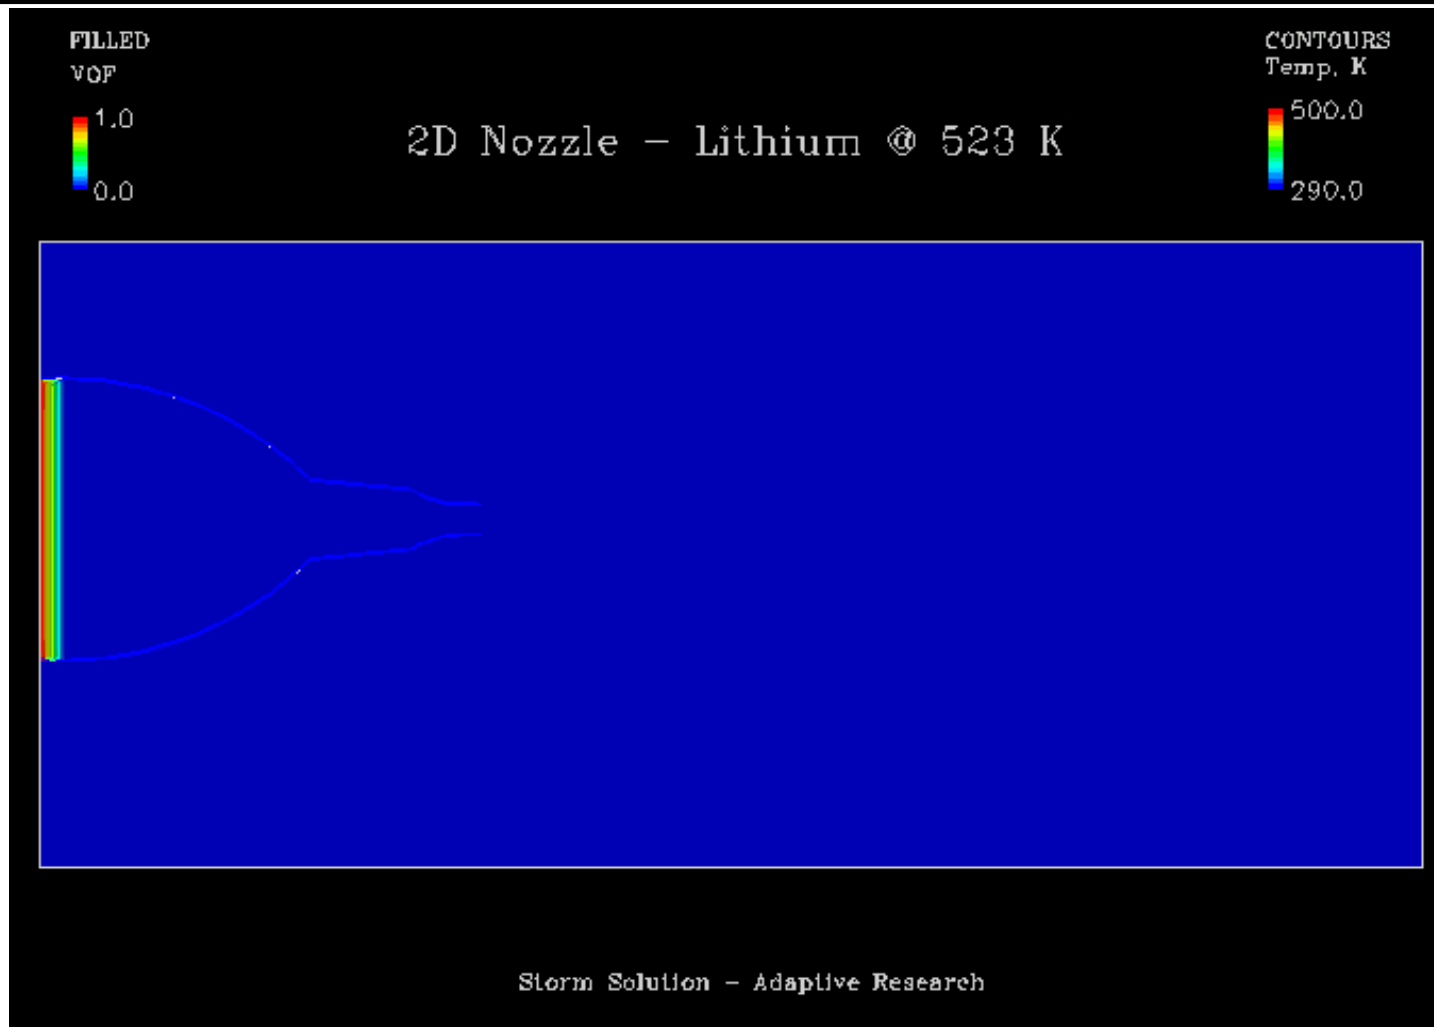 FILLED
VOF
1.0
0.0
2D Nozzle – Lithium @ 523 K
CONTOURS
Temp, K
500.0
290.0
Storm Solution – Adaptive Research